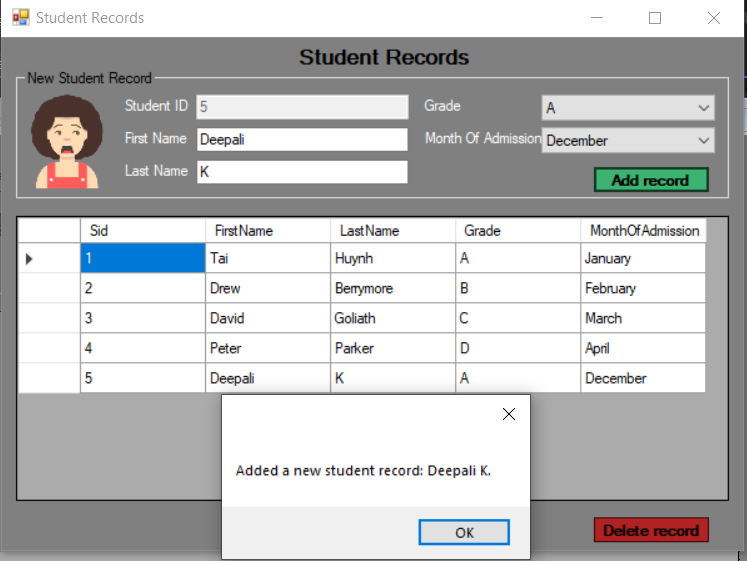 Student Records
Student Records
New Student Record
Student ID 5 Grade A
First Name Deepali Month Of Admission December
Last Name K
Add record
Sid FirstName LastName Grade MonthOfAdmission
1 Tai Huynh A January
2 Drew Berrymore B February
3 David Goliath C March
4 Peter Parker D April
5 Deepali K A December
Added a new student record: Deepali K.
OK
Delete record